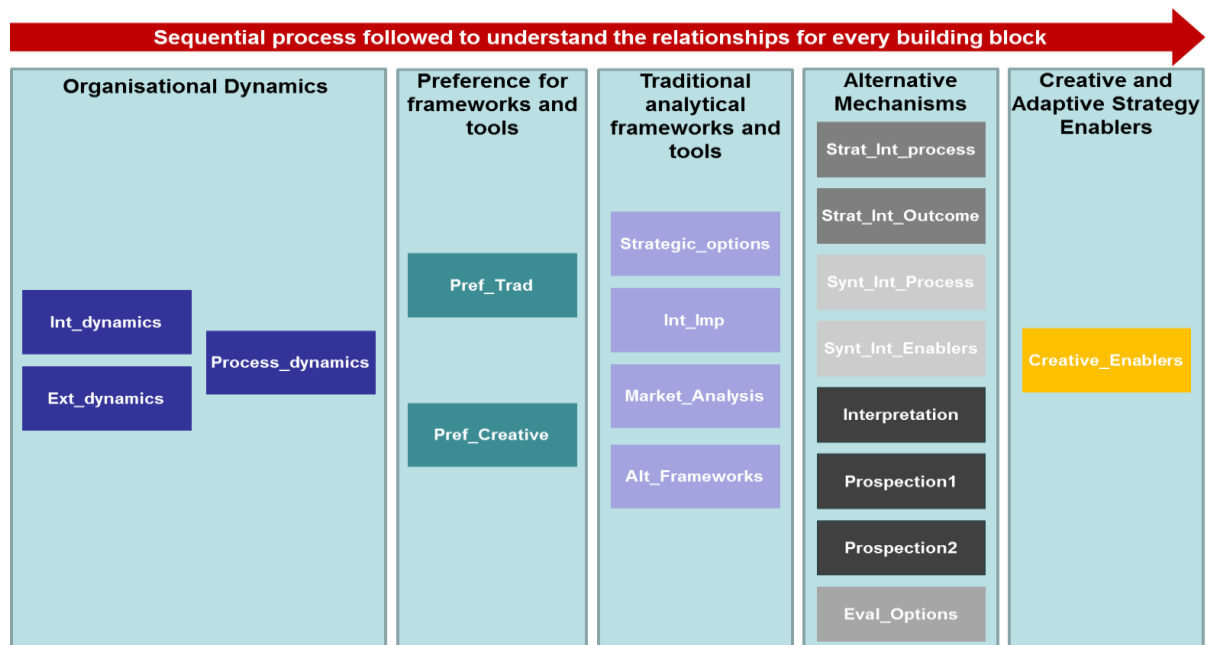 Sequential process followed to understand the relationships for every building block
Organisational Dynamics
Int_dynamics
Ext_dynamics
Process_dynamics
Preference for
frameworks and
tools
Pref_Trad
Pref_Creative
Traditional
analytical
frameworks and
tools
Strategic_options
Int_Imp
Market_Analysis
Alt_Frameworks
Alternative
Mechanisms
Strat_Int_process
Strat_Int_Outcome
Synt_Int_Process
Synt_Int_Enablers
Interpretation
Prospection1
Prospection2
Eval_Options
Creative and
Adaptive Strategy
Enablers
Creative_Enablers